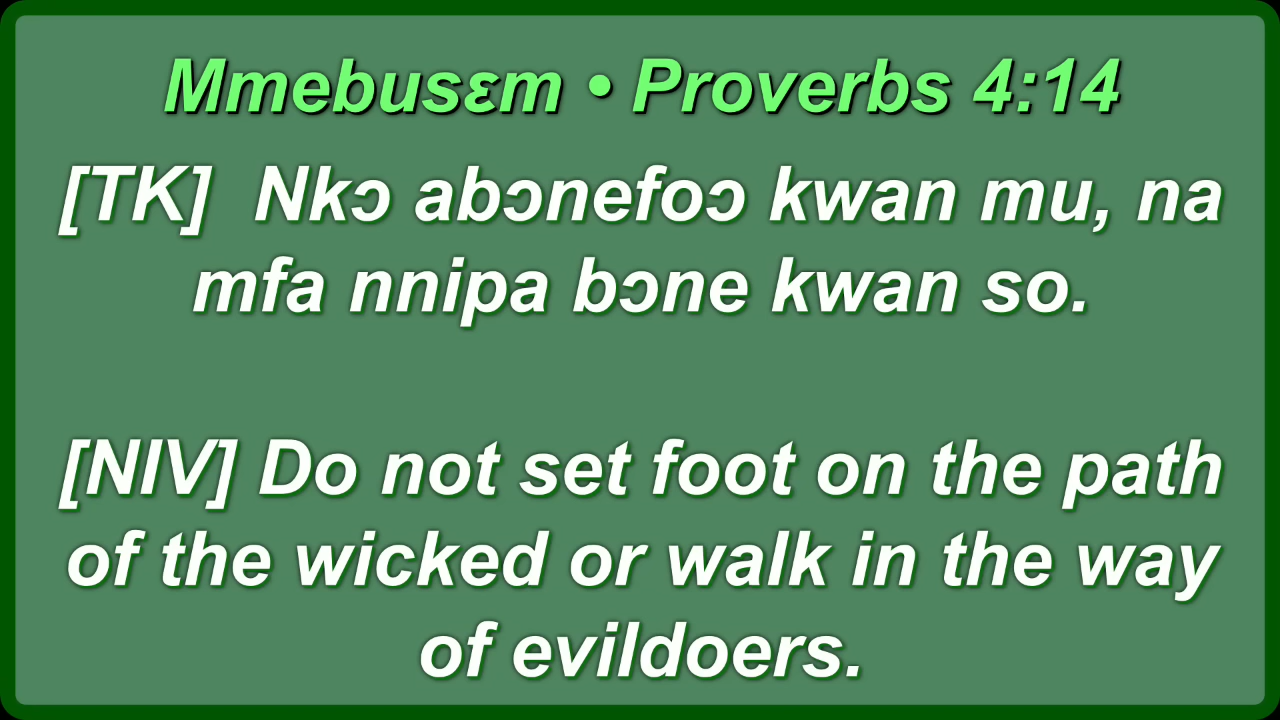 Mmebusɛm • Proverbs 4:14
[TK] Nkɔ abɔnefoɔ kwan mu, na
mfa nnipa bɔne kwan so.
[NIV] Do not set foot on the path
of the wicked or walk in the way
of evildoers.